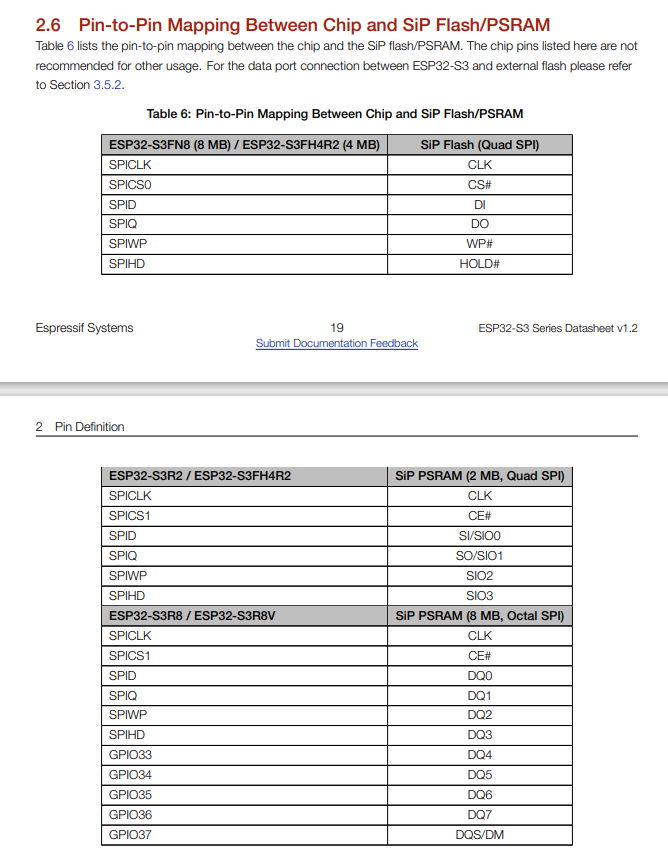 2.6 Pin-to-Pin Mapping Between Chip and SiP Flash/PSRAM
Table 6 lists the pin-to-pin mapping between the chip and the SiP flash/PSRAM. The chip pins listed here are not
recommended for other usage. For the data port connection between ESP32-S3 and external flash please refer
to Section 3.5.2.
Table 6: Pin-to-Pin Mapping Between Chip and SiP Flash/PSRAM
ESP32-S3FN8 (8 MB) / ESP32-S3FH4R2 (4 MB) SiP Flash (Quad SPI)
SPICLK CLK
SPICS0 CS#
SPID DI
SPIQ DO
SPIWP WP#
SPIHD HOLD#
Espressif Systems 19 ESP32-S3 Series Datasheet v1.2
Submit Documentation Feedback
2 Pin Definition
ESP32-S3R2 / ESP32-S3FH4R2 SiP PSRAM (2 MB, Quad SPI)
SPICLK CLK
SPICS1 CE#
SPID SI/SIO0
SPIQ SO/SIO1
SPIWP SIO2
SPIHD SIO3
ESP32-S3R8 / ESP32-S3R8V SiP PSRAM (8 MB, Octal SPI)
SPICLK CLK
SPICS1 CE#
SPID DQ0
SPIQ DQ1
SPIWP DQ2
SPIHD DQ3
GPIO33 DQ4
GPIO34 DQ5
GPIO35 DQ6
GPIO36 DQ7
GPIO37 DQS/DM